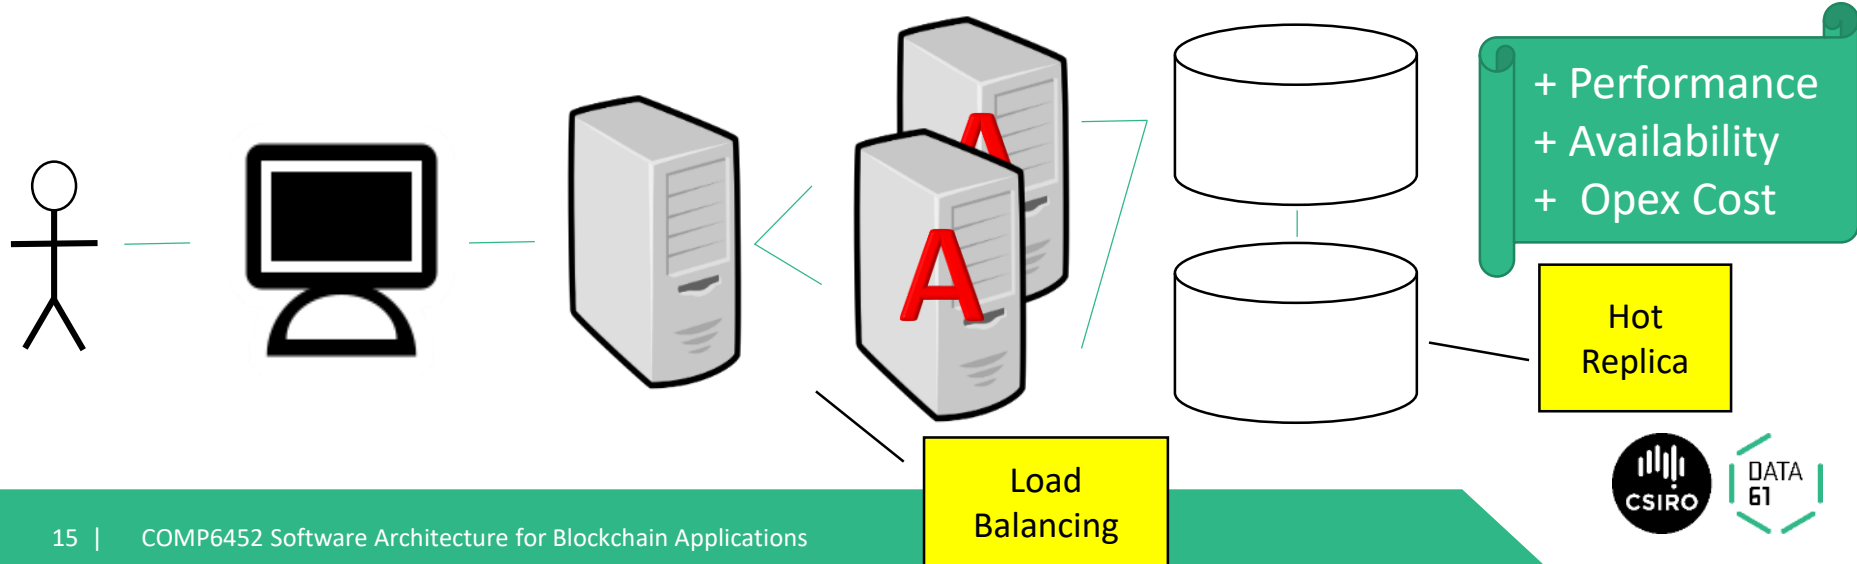 A
A
+ Performance
+ Availability
+ Opex Cost
Hot
Replica
Load
Balancing
CSIRO
DATA
61
15 | COMP6452 Software Architecture for Blockchain Applications